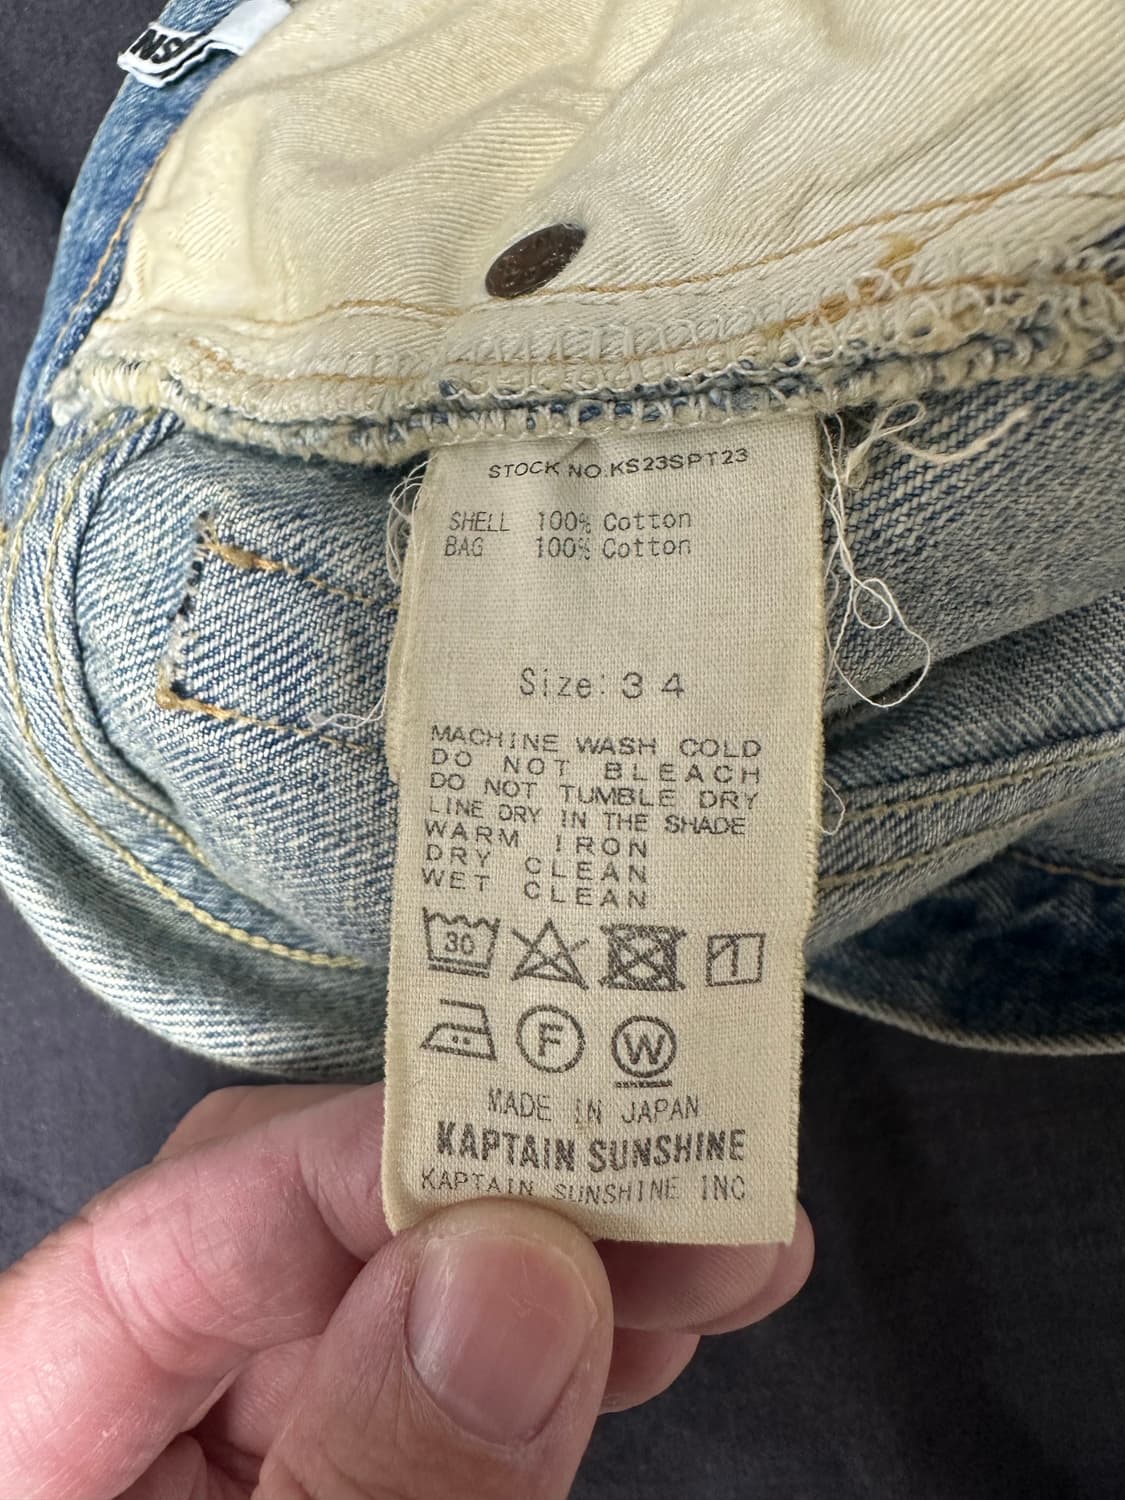 NS
STOCK NO.KS23SPT23
SHELL 100% Cotton
BAG 100% Cotton
Size: 34
MACHINE WASH COLD
DO NOT BLEACH
DO NOT TUMBLE DRY
LINE DRY IN THE SHADE
WARM IRON
DRY CLEAN
WET CLEAN
30
F
W
MADE IN JAPAN
KAPTAIN SUNSHINE
KAPTAIN SUNSHINE INC